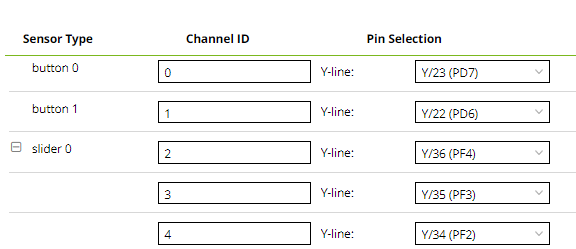 Sensor Type Channel ID Pin Selection
button 0 0 Y-line: Y/23 (PD7)
button 1 1 Y-line: Y/22 (PD6)
slider 0 2 Y-line: Y/36 (PF4)
3 Y-line: Y/35 (PF3)
4 Y-line: Y/34 (PF2)